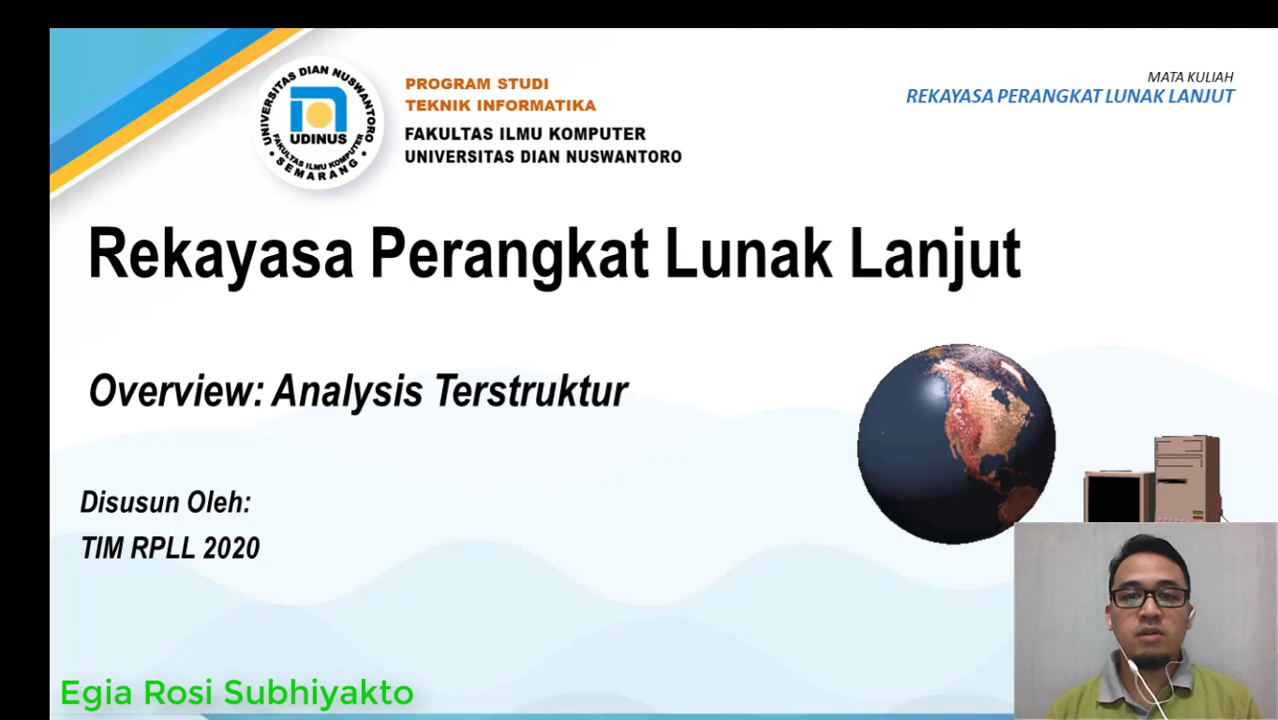 UNIVERSITAS DIAN NUSWANTORO
UDINUS
FAKULTAS ILMU KOMPUTER
SEMARANG
PROGRAM STUDI
TEKNIK INFORMATIKA
FAKULTAS ILMU KOMPUTER
UNIVERSITAS DIAN NUSWANTORO
MATA KULIAH
REKAYASA PERANGKAT LUNAK LANJUT
Rekayasa Perangkat Lunak Lanjut
Overview: Analysis Terstruktur
Disusun Oleh:
TIM RPLL 2020
Egia Rosi Subhiyakto